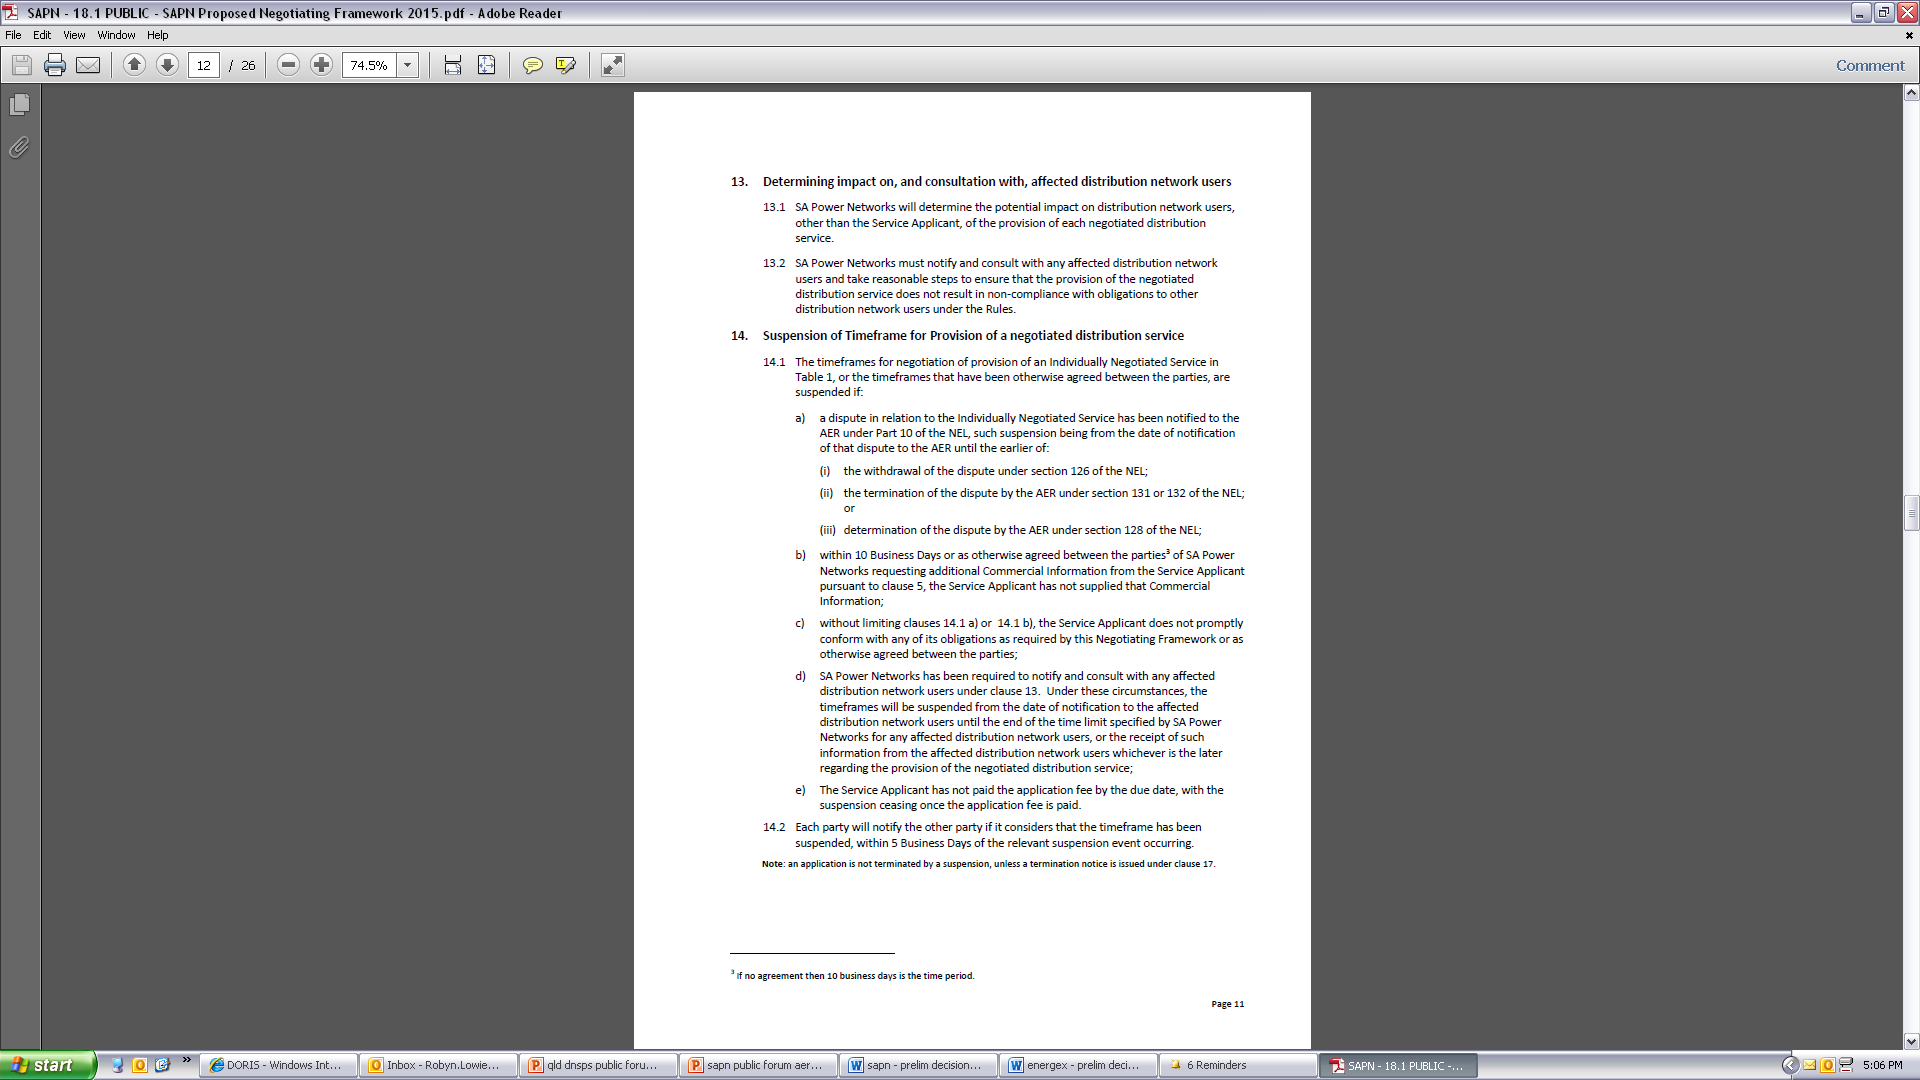 SAPN - 18.1 PUBLIC - SAPN Proposed Negotiating Framework 2015.pdf - Adobe Reader
File Edit View Window Help
12 / 26 74.5% Comment
13. Determining impact on, and consultation with, affected distribution network users
13.1 SA Power Networks will determine the potential impact on distribution network users,
other than the Service Applicant, of the provision of each negotiated distribution
service.
13.2 SA Power Networks must notify and consult with any affected distribution network
users and take reasonable steps to ensure that the provision of the negotiated
distribution service does not result in non-compliance with obligations to other
distribution network users under the Rules.
14. Suspension of Timeframe for Provision of a negotiated distribution service
14.1 The timeframes for negotiation of provision of an Individually Negotiated Service in
Table 1, or the timeframes that have been otherwise agreed between the parties, are
suspended if:
a) a dispute in relation to the Individually Negotiated Service has been notified to the
AER under Part 10 of the NEL, such suspension being from the date of notification
of that dispute to the AER until the earlier of:
(i) the withdrawal of the dispute under section 126 of the NEL;
(ii) the termination of the dispute by the AER under section 131 or 132 of the NEL;
or
(iii) determination of the dispute by the AER under section 128 of the NEL;
b) within 10 Business Days or as otherwise agreed between the parties³ of SA Power
Networks requesting additional Commercial Information from the Service Applicant
pursuant to clause 5, the Service Applicant has not supplied that Commercial
Information;
c) without limiting clauses 14.1 a) or 14.1 b), the Service Applicant does not promptly
conform with any of its obligations as required by this Negotiating Framework or as
otherwise agreed between the parties;
d) SA Power Networks has been required to notify and consult with any affected
distribution network users under clause 13. Under these circumstances, the
timeframes will be suspended from the date of notification to the affected
distribution network users until the end of the time limit specified by SA Power
Networks for any affected distribution network users, or the receipt of such
information from the affected distribution network users whichever is the later
regarding the provision of the negotiated distribution service;
e) The Service Applicant has not paid the application fee by the due date, with the
suspension ceasing once the application fee is paid.
14.2 Each party will notify the other party if it considers that the timeframe has been
suspended, within 5 Business Days of the relevant suspension event occurring.
Note: an application is not terminated by a suspension, unless a termination notice is issued under clause 17.
³ If no agreement then 10 business days is the time period.
Page 11
start » DORIS - Windows Int... Inbox - Robyn.Lowie... qld dnsps public foru... sapn public forum aer... sapn - prelim decision... energex - prelim deci... 6 Reminders SAPN - 18.1 PUBLIC -... 5:06 PM